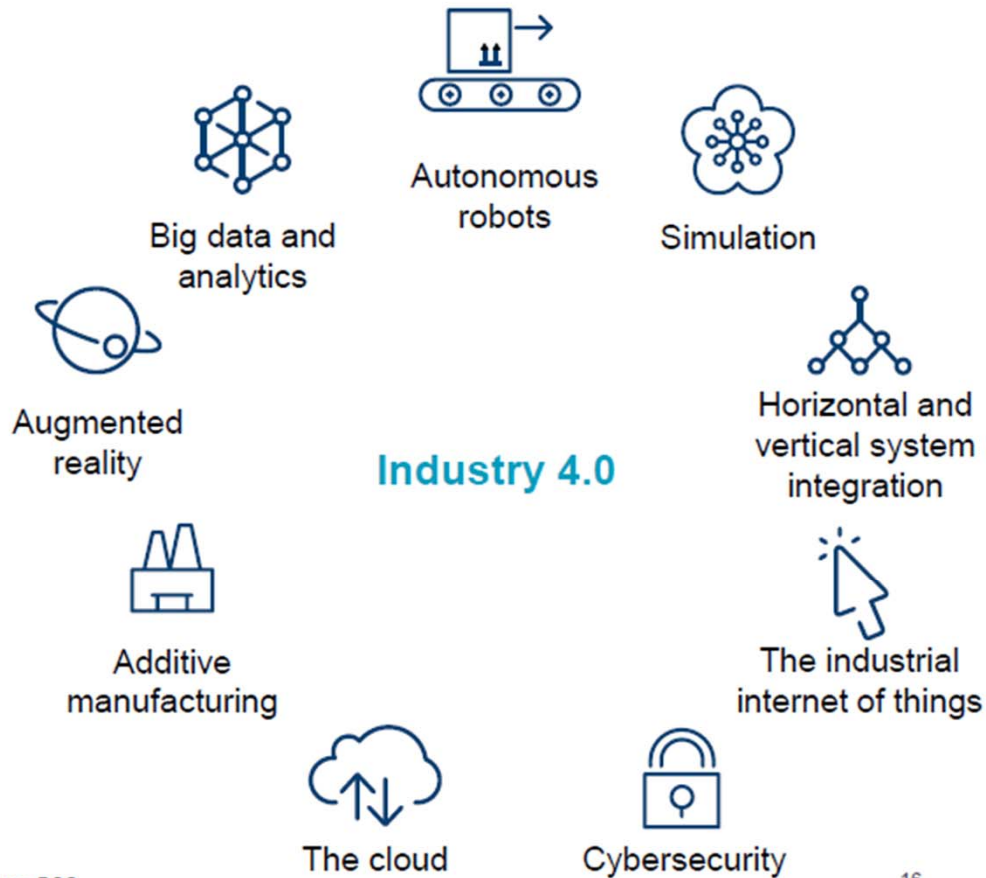 Autonomous
robots
Simulation
Horizontal and
vertical system
integration
The industrial
internet of things
Cybersecurity
The cloud
Additive
manufacturing
Augmented
reality
Big data and
analytics
Industry 4.0